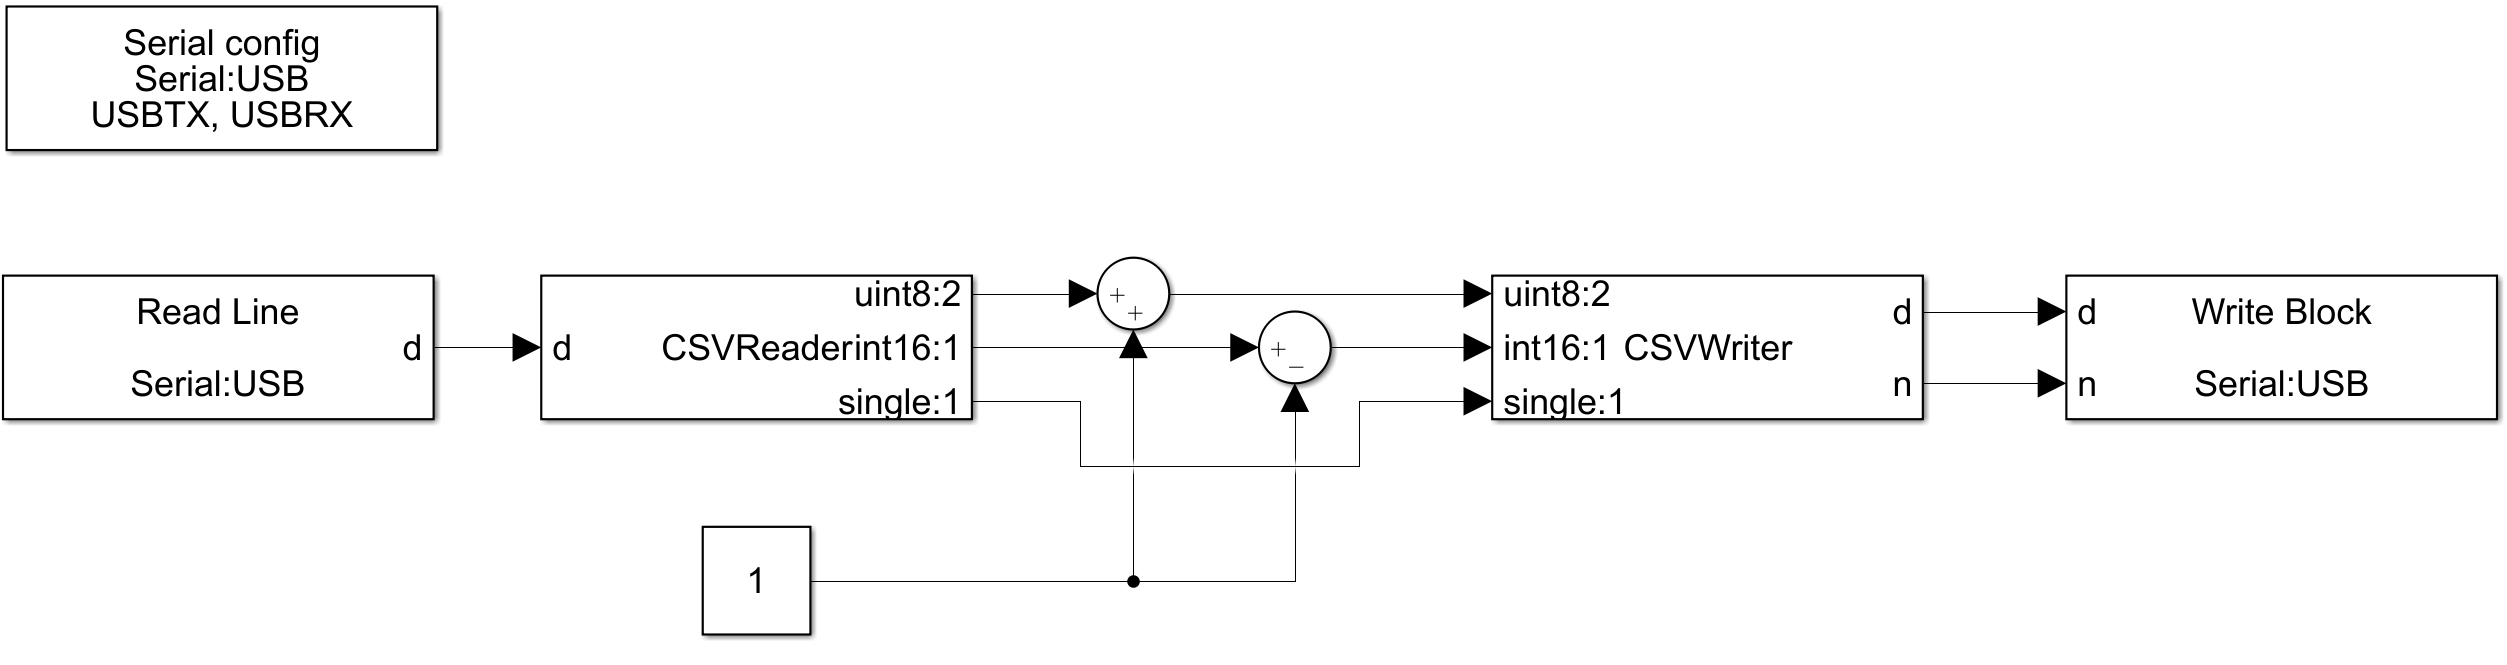 Serial config
Serial:USB
USBTX, USBRX
Read Line
d
Serial:USB
d
CSVReader
uint8:2
int16:1
single:1
+
+
+
−
1
uint8:2
int16:1
single:1
CSVWriter
d
n
d
n
Write Block
Serial:USB